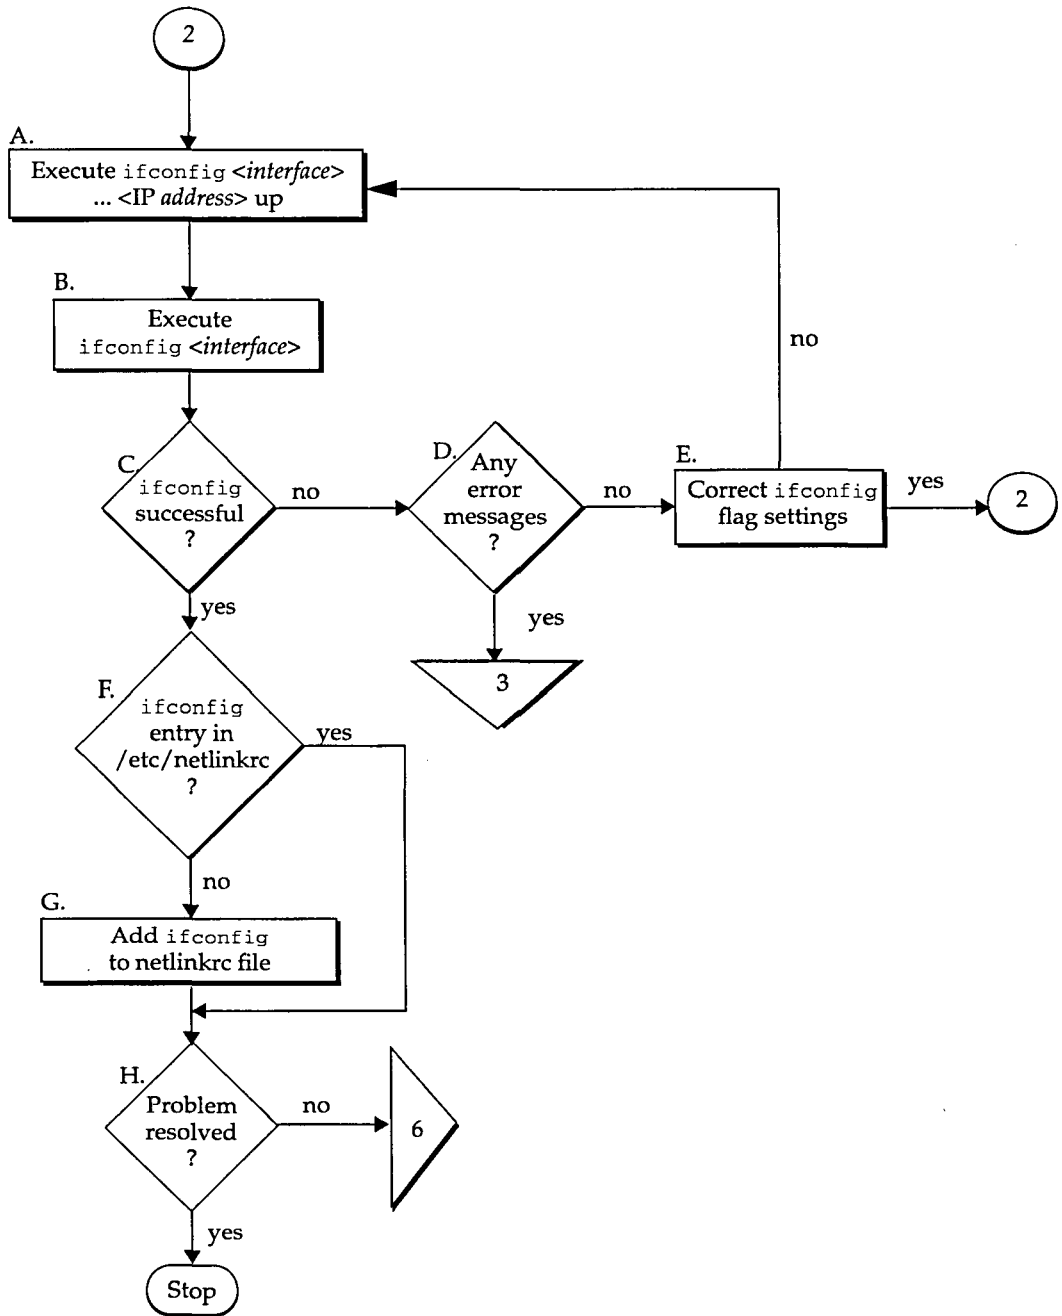 2
A.
Execute ifconfig <interface>
... <IP address> up
B.
Execute
ifconfig <interface>
no
C.
ifconfig
successful
?
no
D.
Any
error
messages
?
no
E.
Correct ifconfig
flag settings
yes
2
yes
yes
3
F.
ifconfig
entry in
/etc/netlinkrc
?
yes
no
G.
Add ifconfig
to netlinkrc file
H.
Problem
resolved
?
no
6
yes
Stop